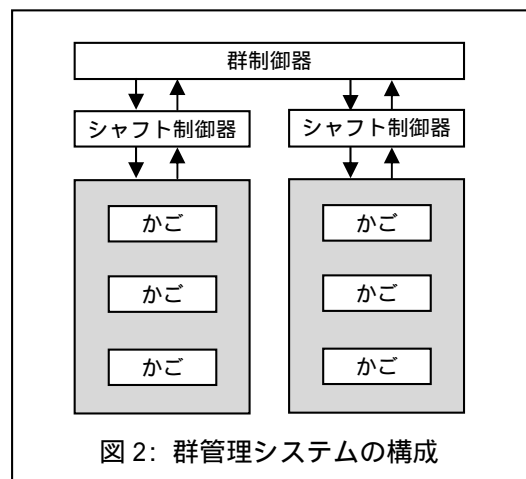 群制御器
シャフト制御器 シャフト制御器
かご かご
かご かご
かご かご
図 2: 群管理システムの構成